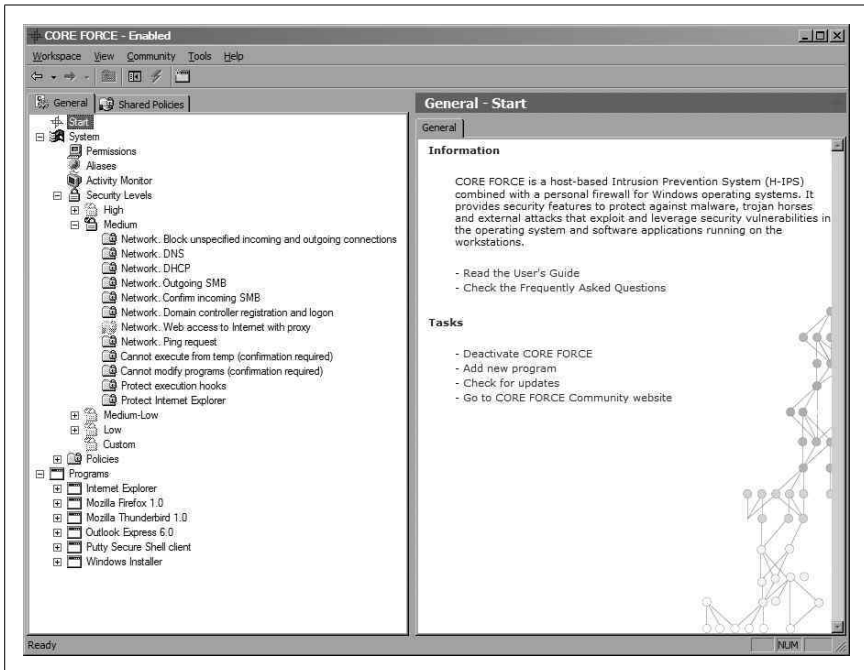 CORE FORCE - Enabled
Workspace View Community Tools Help
General
Shared Policies
Start
System
Permissions
Aliases
Activity Monitor
Security Levels
High
Medium
Network. Block unspecified incoming and outgoing connections
Network. DNS
Network. DHCP
Network. Outgoing SMB
Network. Confirm incoming SMB
Network. Domain controller registration and logon
Network. Web access to Internet with proxy
Network. Ping request
Cannot execute from temp (confirmation required)
Cannot modify programs (confirmation required)
Protect execution hooks
Protect Internet Explorer
Medium-Low
Low
Custom
Policies
Programs
Internet Explorer
Mozilla Firefox 1.0
Mozilla Thunderbird 1.0
Outlook Express 6.0
Putty Secure Shell client
Windows Installer
General - Start
General
Information
CORE FORCE is a host-based Intrusion Prevention System (H-IPS)
combined with a personal firewall for Windows operating systems. It
provides security features to protect against malware, trojan horses
and external attacks that exploit and leverage security vulnerabilities in
the operating system and software applications running on the
workstations.
- Read the User's Guide
- Check the Frequently Asked Questions
Tasks
- Deactivate CORE FORCE
- Add new program
- Check for updates
- Go to CORE FORCE Community website
Ready
NUM